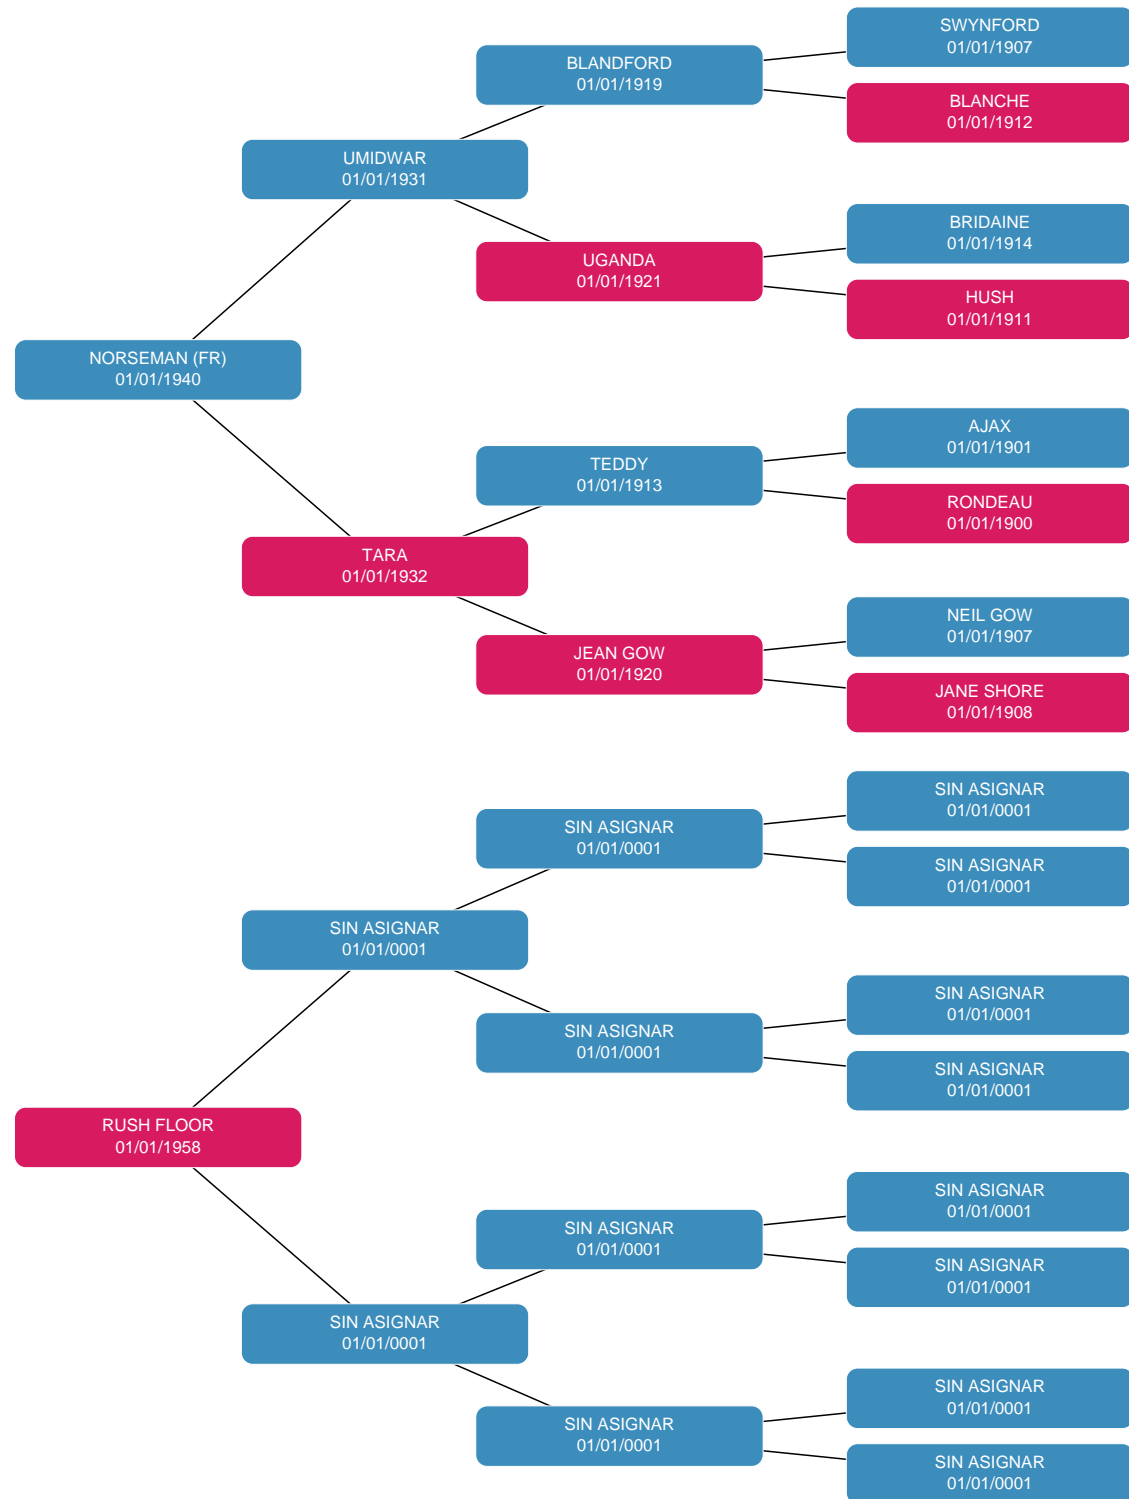 SWYNFORD
01/01/1907
BLANDFORD
01/01/1919
BLANCHE
01/01/1912
UMIDWAR
01/01/1931
BRIDAINE
01/01/1914
UGANDA
01/01/1921
HUSH
01/01/1911
NORSEMAN (FR)
01/01/1940
AJAX
01/01/1901
TEDDY
01/01/1913
RONDEAU
01/01/1900
TARA
01/01/1932
NEIL GOW
01/01/1907
JEAN GOW
01/01/1920
JANE SHORE
01/01/1908
SIN ASIGNAR
01/01/0001
SIN ASIGNAR
01/01/0001
SIN ASIGNAR
01/01/0001
SIN ASIGNAR
01/01/0001
SIN ASIGNAR
01/01/0001
SIN ASIGNAR
01/01/0001
SIN ASIGNAR
01/01/0001
RUSH FLOOR
01/01/1958
SIN ASIGNAR
01/01/0001
SIN ASIGNAR
01/01/0001
SIN ASIGNAR
01/01/0001
SIN ASIGNAR
01/01/0001
SIN ASIGNAR
01/01/0001
SIN ASIGNAR
01/01/0001
SIN ASIGNAR
01/01/0001